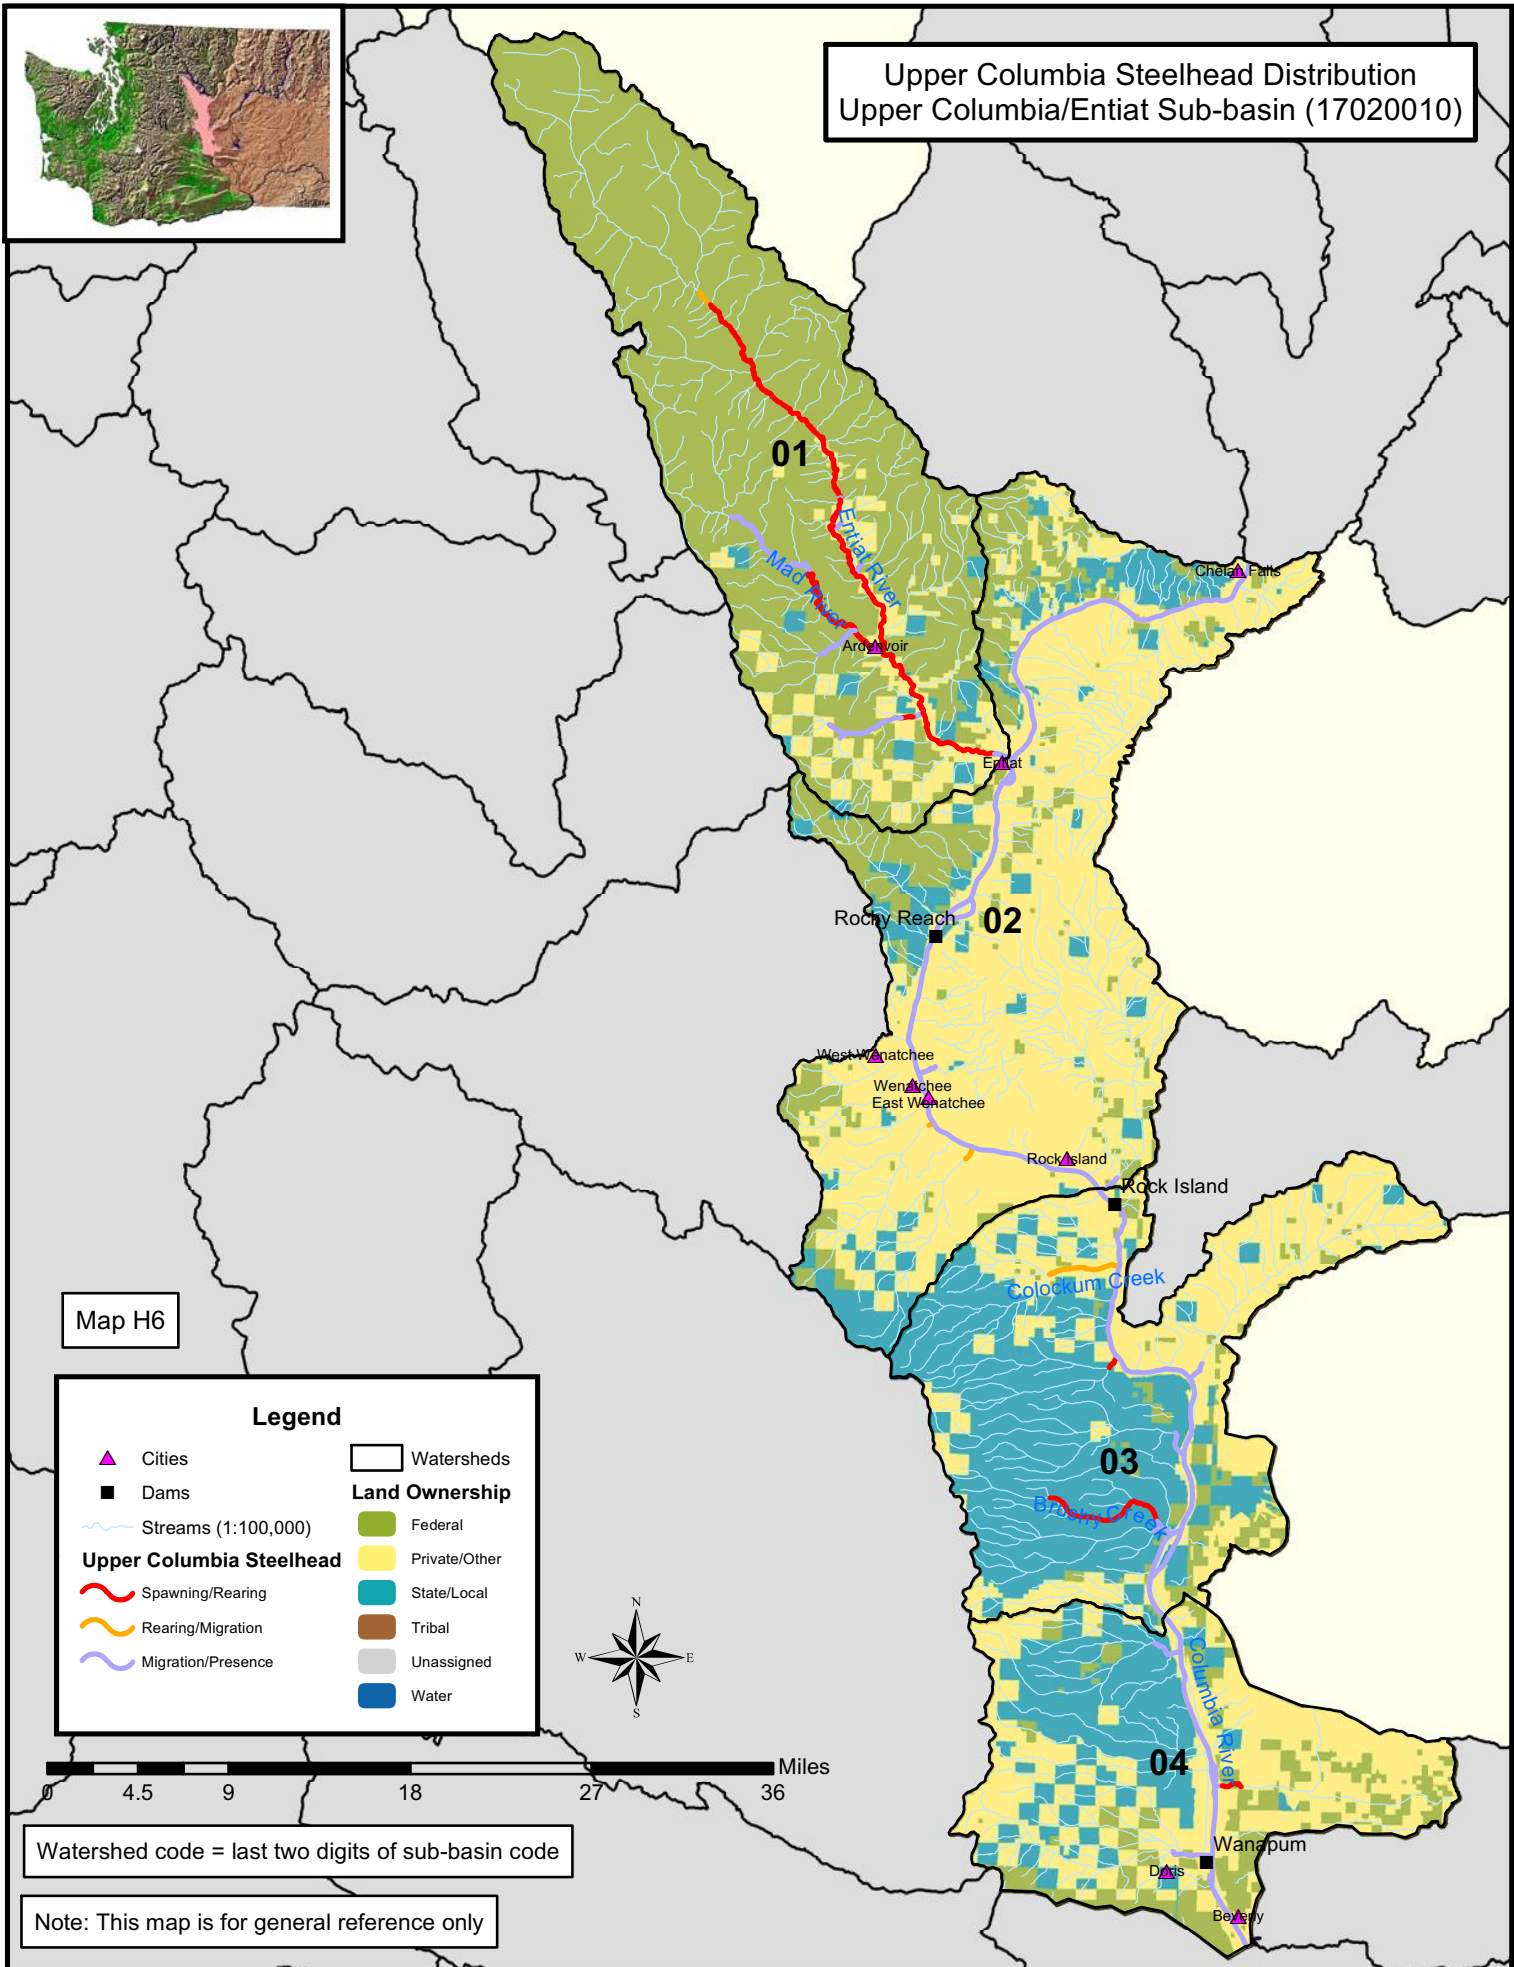 Upper Columbia Steelhead Distribution
Upper Columbia/Entiat Sub-basin (17020010)
01
Entiat River
Mad River
Chelan Falls
Ardenvoir
Entiat
Rocky Reach
02
West Wenatchee
Wenatchee
East Wenatchee
Rock Island
Rock Island
Colockum Creek
Map H6
03
Brushy Creek
Columbia River
04
Wanapum
Doris
Beverly
Legend
Cities
Dams
Streams (1:100,000)
Upper Columbia Steelhead
Spawning/Rearing
Rearing/Migration
Migration/Presence
Watersheds
Land Ownership
Federal
Private/Other
State/Local
Tribal
Unassigned
Water
N
W
E
S
0 4.5 9 18 27 36 Miles
Watershed code = last two digits of sub-basin code
Note: This map is for general reference only